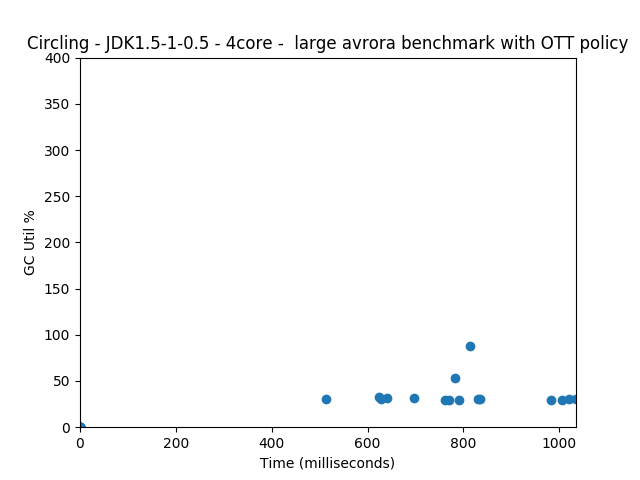 Circling - JDK1.5-1-0.5 - 4core -  large avrora benchmark with OTT policy
400
350
300
250
200
150
100
50
0
GC Util %
0 200 400 600 800 1000
Time (milliseconds)